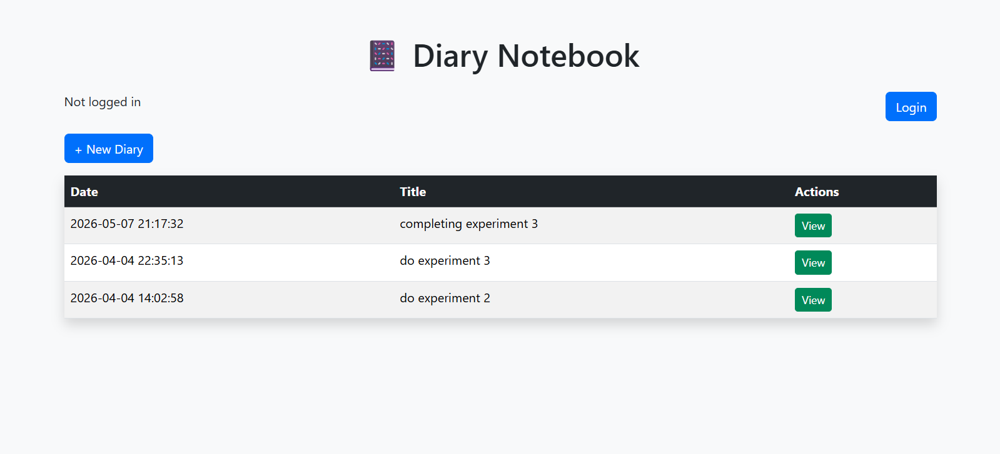 Diary Notebook
Not logged in
Login
+ New Diary
Date Title Actions
2026-05-07 21:17:32 completing experiment 3 View
2026-04-04 22:35:13 do experiment 3 View
2026-04-04 14:02:58 do experiment 2 View